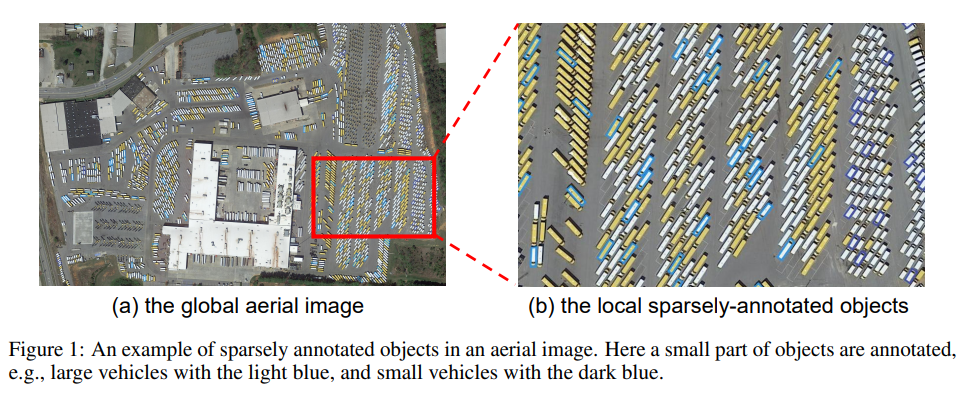 (a) the global aerial image
(b) the local sparsely-annotated objects
Figure 1: An example of sparsely annotated objects in an aerial image. Here a small part of objects are annotated,
e.g., large vehicles with the light blue, and small vehicles with the dark blue.